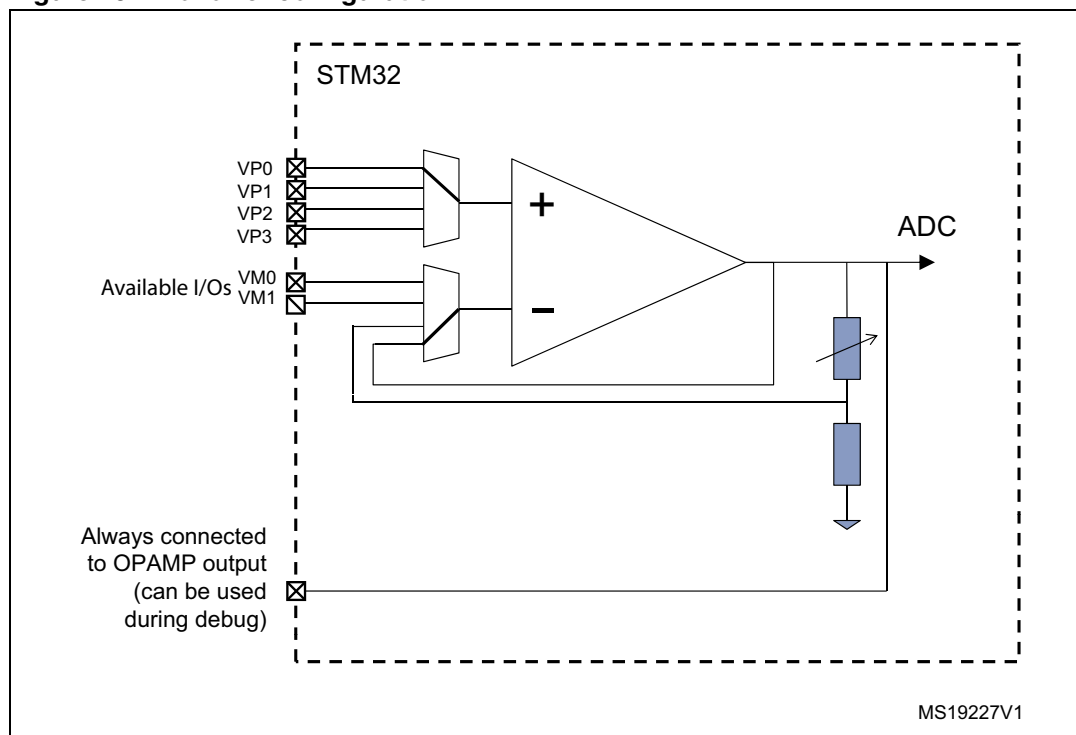 STM32
VP0
VP1
VP2
VP3
Available I/Os
VM0
VM1
+
−
ADC
Always connected
to OPAMP output
(can be used
during debug)
MS19227V1